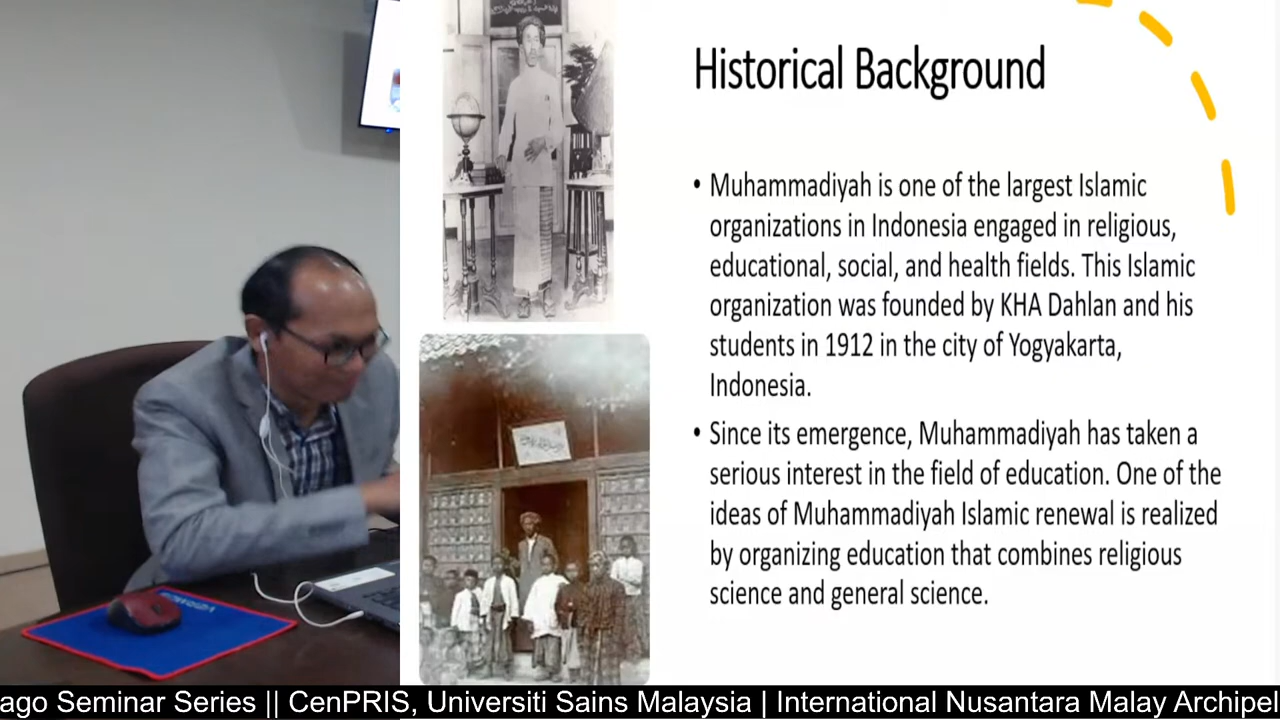 Historical Background
• Muhammadiyah is one of the largest Islamic
organizations in Indonesia engaged in religious,
educational, social, and health fields. This Islamic
organization was founded by KHA Dahlan and his
students in 1912 in the city of Yogyakarta,
Indonesia.
• Since its emergence, Muhammadiyah has taken a
serious interest in the field of education. One of the
ideas of Muhammadiyah Islamic renewal is realized
by organizing education that combines religious
science and general science.
ago Seminar Series || CenPRIS, Universiti Sains Malaysia | International Nusantara Malay Archipel